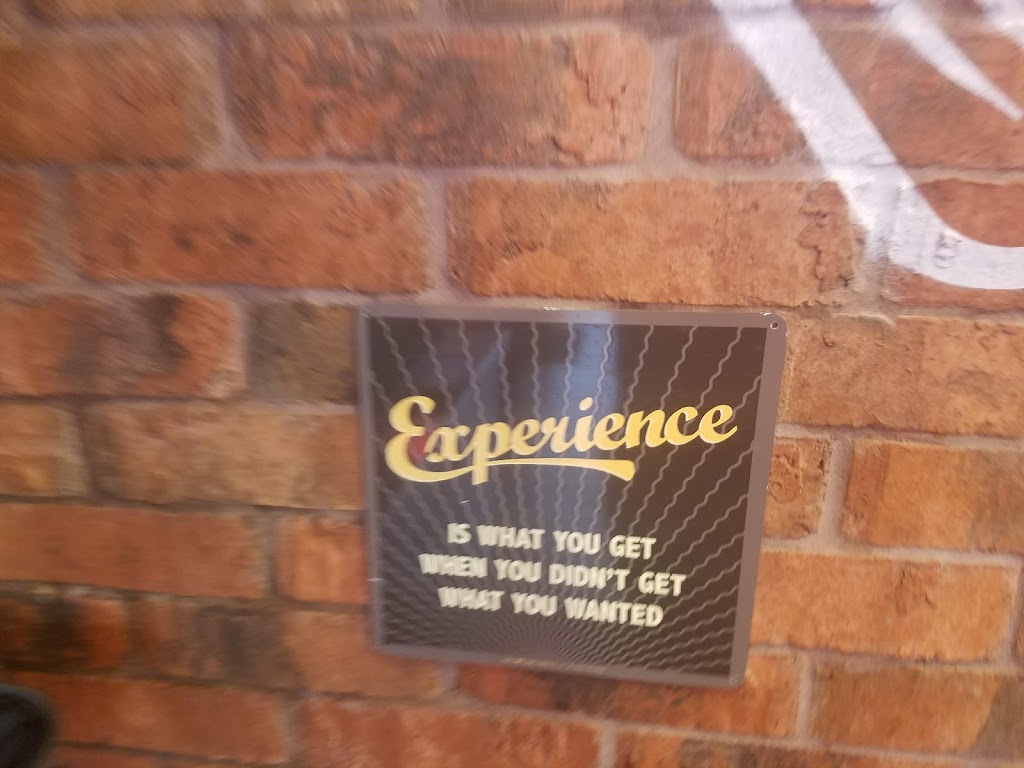 Experience
IS WHAT YOU GET
WHEN YOU DIDN'T GET
WHAT YOU WANTED